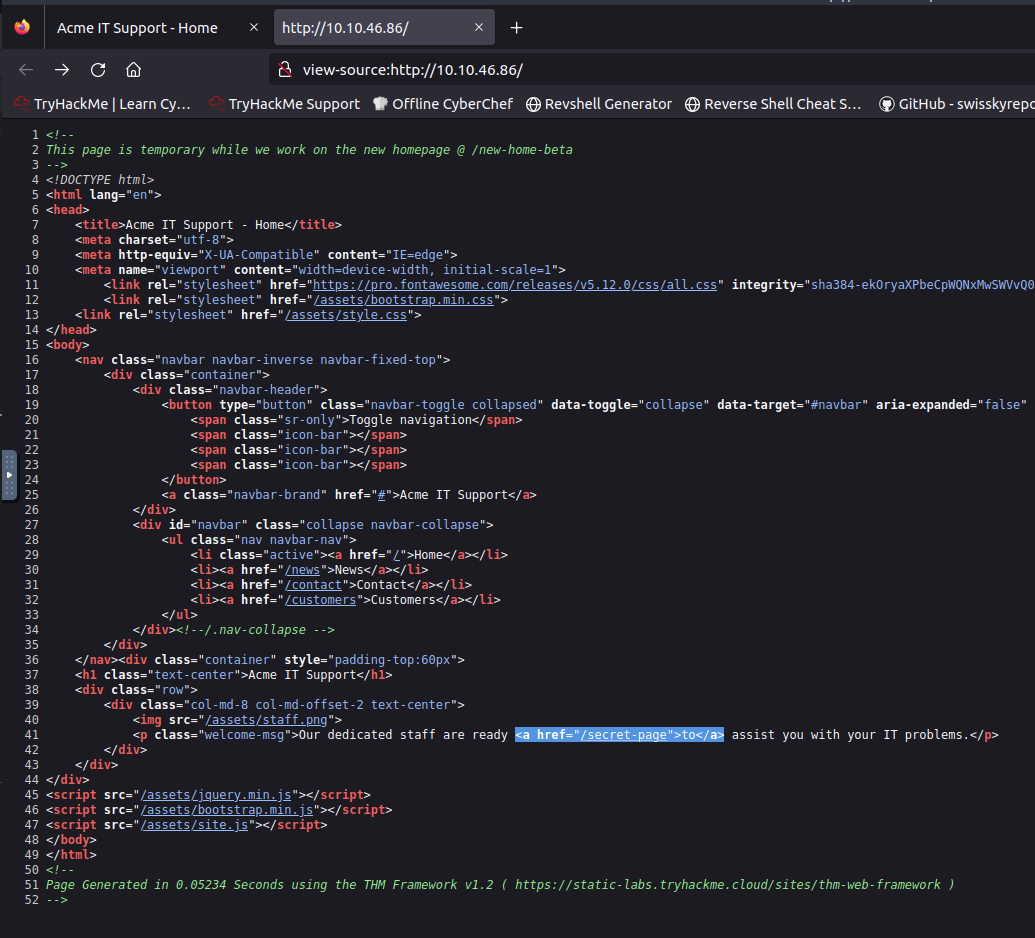 Acme IT Support - Home
http://10.10.46.86/
view-source:http://10.10.46.86/
TryHackMe | Learn Cy… TryHackMe Support Offline CyberChef Revshell Generator Reverse Shell Cheat S… GitHub - swisskyrepo
1 <!--
2 This page is temporary while we work on the new homepage @ /new-home-beta
3 -->
4 <!DOCTYPE html>
5 <html lang="en">
6 <head>
7     <title>Acme IT Support - Home</title>
8     <meta charset="utf-8">
9     <meta http-equiv="X-UA-Compatible" content="IE=edge">
10     <meta name="viewport" content="width=device-width, initial-scale=1">
11         <link rel="stylesheet" href="https://pro.fontawesome.com/releases/v5.12.0/css/all.css" integrity="sha384-ekOryaXPbeCpWQNxMwSWVvQ0
12         <link rel="stylesheet" href="/assets/bootstrap.min.css">
13     <link rel="stylesheet" href="/assets/style.css">
14 </head>
15 <body>
16     <nav class="navbar navbar-inverse navbar-fixed-top">
17         <div class="container">
18             <div class="navbar-header">
19                 <button type="button" class="navbar-toggle collapsed" data-toggle="collapse" data-target="#navbar" aria-expanded="false"
20                     <span class="sr-only">Toggle navigation</span>
21                     <span class="icon-bar"></span>
22                     <span class="icon-bar"></span>
23                     <span class="icon-bar"></span>
24                 </button>
25                 <a class="navbar-brand" href="#">Acme IT Support</a>
26             </div>
27             <div id="navbar" class="collapse navbar-collapse">
28                 <ul class="nav navbar-nav">
29                     <li class="active"><a href="/">Home</a></li>
30                     <li><a href="/news">News</a></li>
31                     <li><a href="/contact">Contact</a></li>
32                     <li><a href="/customers">Customers</a></li>
33                 </ul>
34             </div><!--/.nav-collapse -->
35         </div>
36     </nav><div class="container" style="padding-top:60px">
37     <h1 class="text-center">Acme IT Support</h1>
38     <div class="row">
39         <div class="col-md-8 col-md-offset-2 text-center">
40             <img src="/assets/staff.png">
41             <p class="welcome-msg">Our dedicated staff are ready <a href="/secret-page">to</a> assist you with your IT problems.</p>
42         </div>
43     </div>
44 </div>
45 <script src="/assets/jquery.min.js"></script>
46 <script src="/assets/bootstrap.min.js"></script>
47 <script src="/assets/site.js"></script>
48 </body>
49 </html>
50 <!--
51 Page Generated in 0.05234 Seconds using the THM Framework v1.2 ( https://static-labs.tryhackme.cloud/sites/thm-web-framework )
52 -->